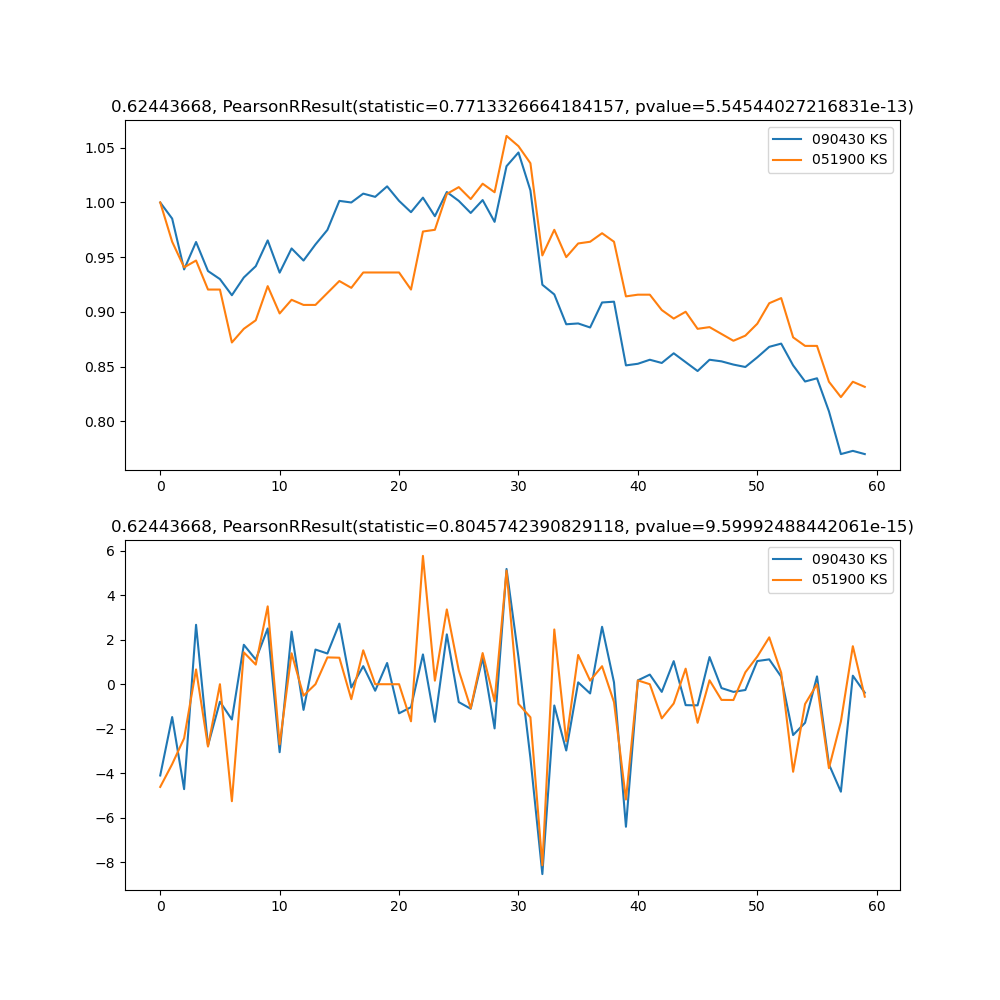 0.62443668, PearsonRResult(statistic=0.7713326664184157, pvalue=5.54544027216831e-13)
090430 KS
051900 KS
1.05
1.00
0.95
0.90
0.85
0.80
0 10 20 30 40 50 60
0.62443668, PearsonRResult(statistic=0.8045742390829118, pvalue=9.59992488442061e-15)
090430 KS
051900 KS
6
4
2
0
−2
−4
−6
−8
0 10 20 30 40 50 60